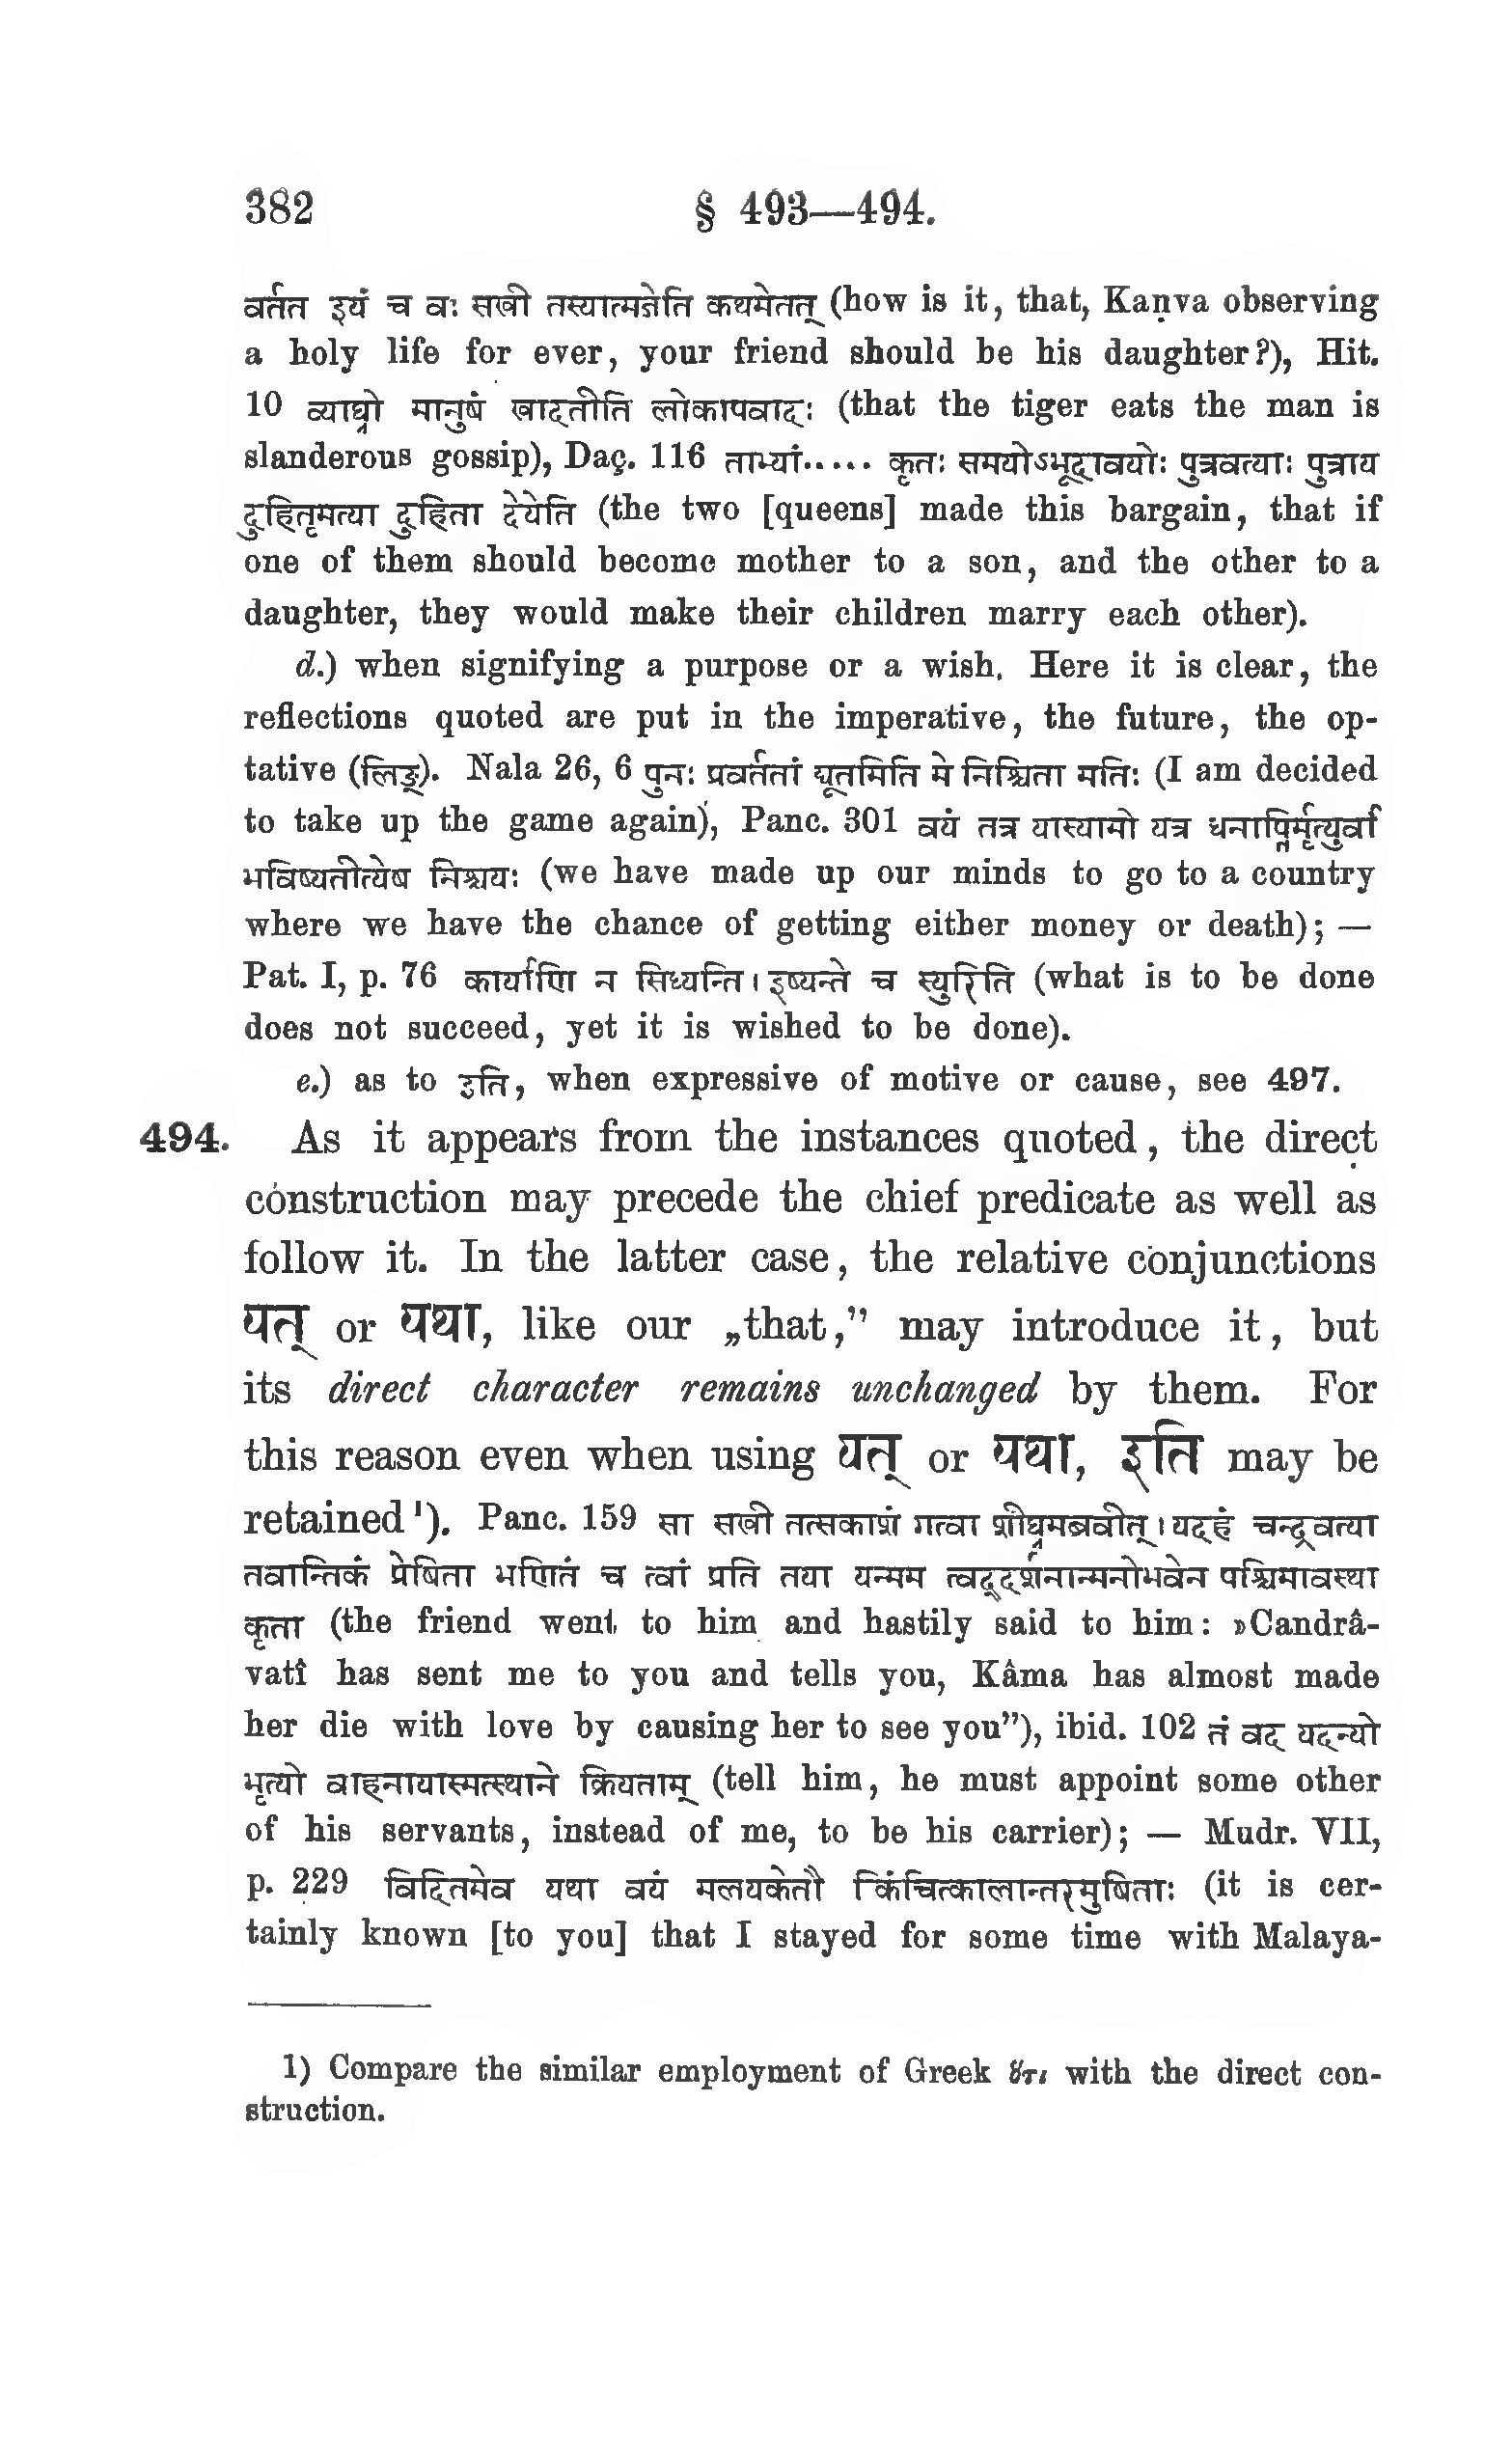 382 § 493—494.
वर्तत इयं च वः सखी तस्यात्मजेति कथमेतत् (how is it, that, Kaṇva observing
a holy life for ever, your friend should be his daughter?), Hit.
10 व्याघ्रो मानुषं खादतीति लोकापवादः (that the tiger eats the man is
slanderous gossip), Daç. 116 ताभ्यां..... कृतः समयोऽभूदावयोः पुत्रवत्याः पुत्राय
दुहितृमत्या दुहिता देयेति (the two [queens] made this bargain, that if
one of them should become mother to a son, and the other to a
daughter, they would make their children marry each other).
d.) when signifying a purpose or a wish. Here it is clear, the
reflections quoted are put in the imperative, the future, the op-
tative (लिङ्). Nala 26, 6 पुनः प्रवर्ततां द्यूतमिति मे निश्चिता मतिः (I am decided
to take up the game again), Panc. 301 वयं तत्र यास्यामो यत्र धनाप्तिर्मृत्युर्वा
भविष्यतीत्येष निश्चयः (we have made up our minds to go to a country
where we have the chance of getting either money or death); —
Pat. I, p. 76 कार्याणि न सिध्यन्ति । इष्यन्ते च स्युरिति (what is to be done
does not succeed, yet it is wished to be done).
e.) as to इति, when expressive of motive or cause, see 497.
494. As it appears from the instances quoted, the direct
construction may precede the chief predicate as well as
follow it. In the latter case, the relative conjunctions
यत् or यथा, like our „that,” may introduce it, but
its direct character remains unchanged by them. For
this reason even when using यत् or यथा, इति may be
retained ¹). Panc. 159 सा सखी तत्सकाशं गत्वा शीघ्रमब्रवीत् । यदहं चन्द्रवत्या
तवान्तिकं प्रेषिता भणितं च त्वां प्रति तया यन्मम त्वद्दर्शनान्मनोभवेन पश्चिमावस्था
कृता (the friend went to him and hastily said to him: »Candrâ-
vatî has sent me to you and tells you, Kâma has almost made
her die with love by causing her to see you”), ibid. 102 तं वद यदन्यो
भृत्यो वाहनायास्मत्स्थाने क्रियताम् (tell him, he must appoint some other
of his servants, instead of me, to be his carrier); — Mudr. VII,
p. 229 विदितमेव यथा वयं मलयकेतौ किंचित्कालान्तरमुषिताः (it is cer-
tainly known [to you] that I stayed for some time with Malaya-
1) Compare the similar employment of Greek ὅτι with the direct con-
struction.